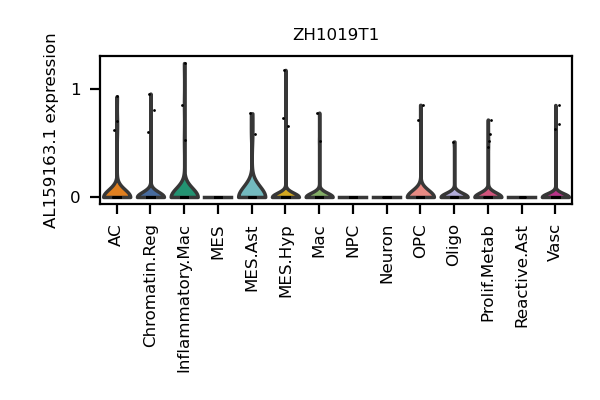 ZH1019T1
AL159163.1 expression
1
0
AC
Chromatin.Reg
Inflammatory.Mac
MES
MES.Ast
MES.Hyp
Mac
NPC
Neuron
OPC
Oligo
Prolif.Metab
Reactive.Ast
Vasc